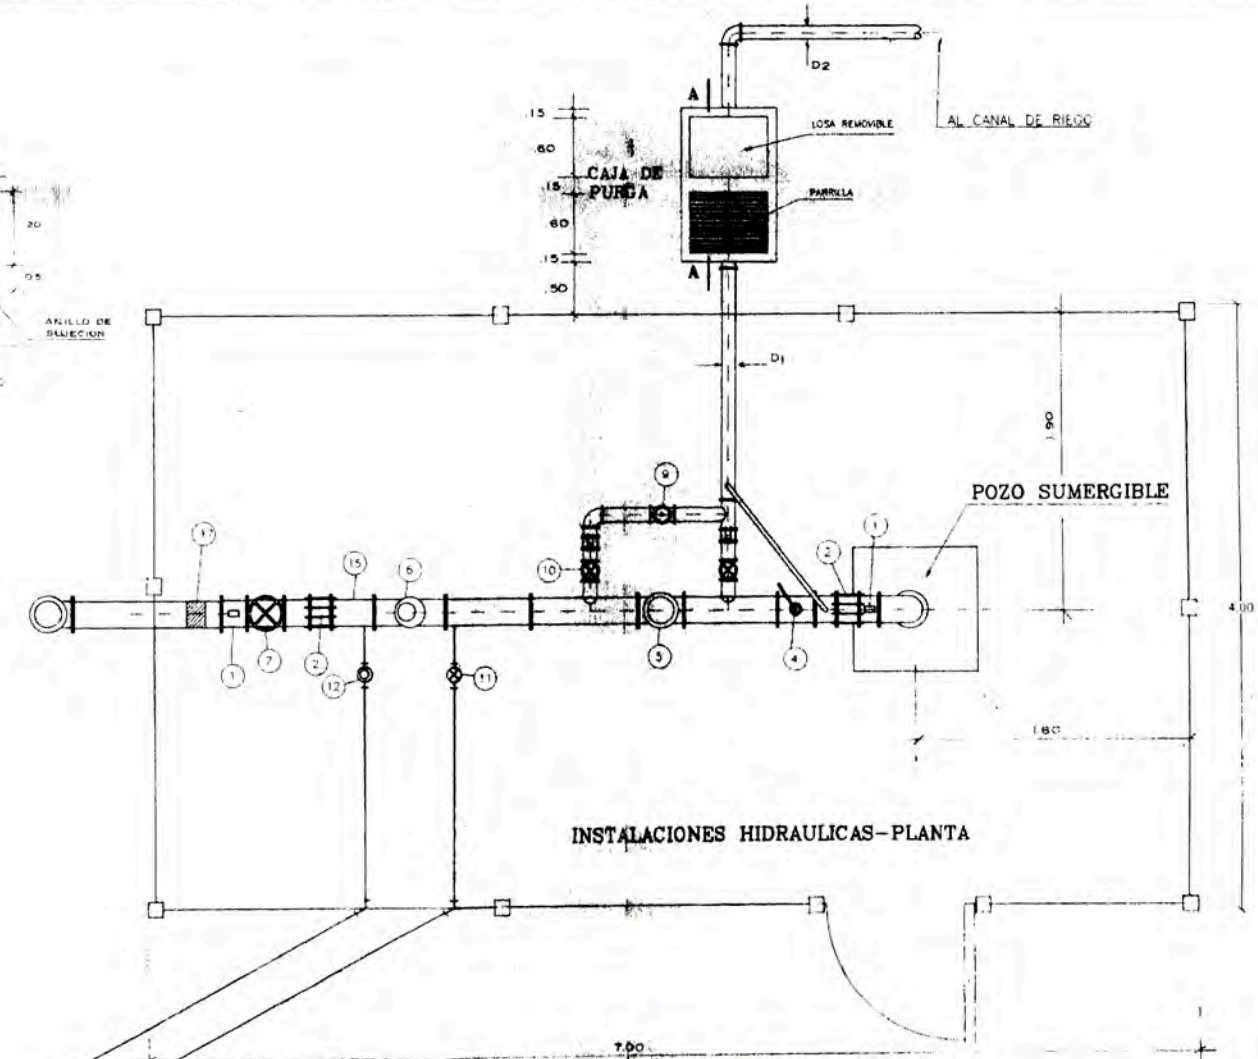 D2
A
.15
LOSA REMOVIBLE
AL CANAL DE RIEGO
.60
CAJA DE
PURGA
.15
PARRILLA
.60
.15
A
.50
20
05
ANILLO DE
SUJECION
D1
1.90
9
POZO SUMERGIBLE
17
15
6
10
2
1
1
7
2
12
11
3
4
4.00
1.80
INSTALACIONES HIDRAULICAS-PLANTA
7.00